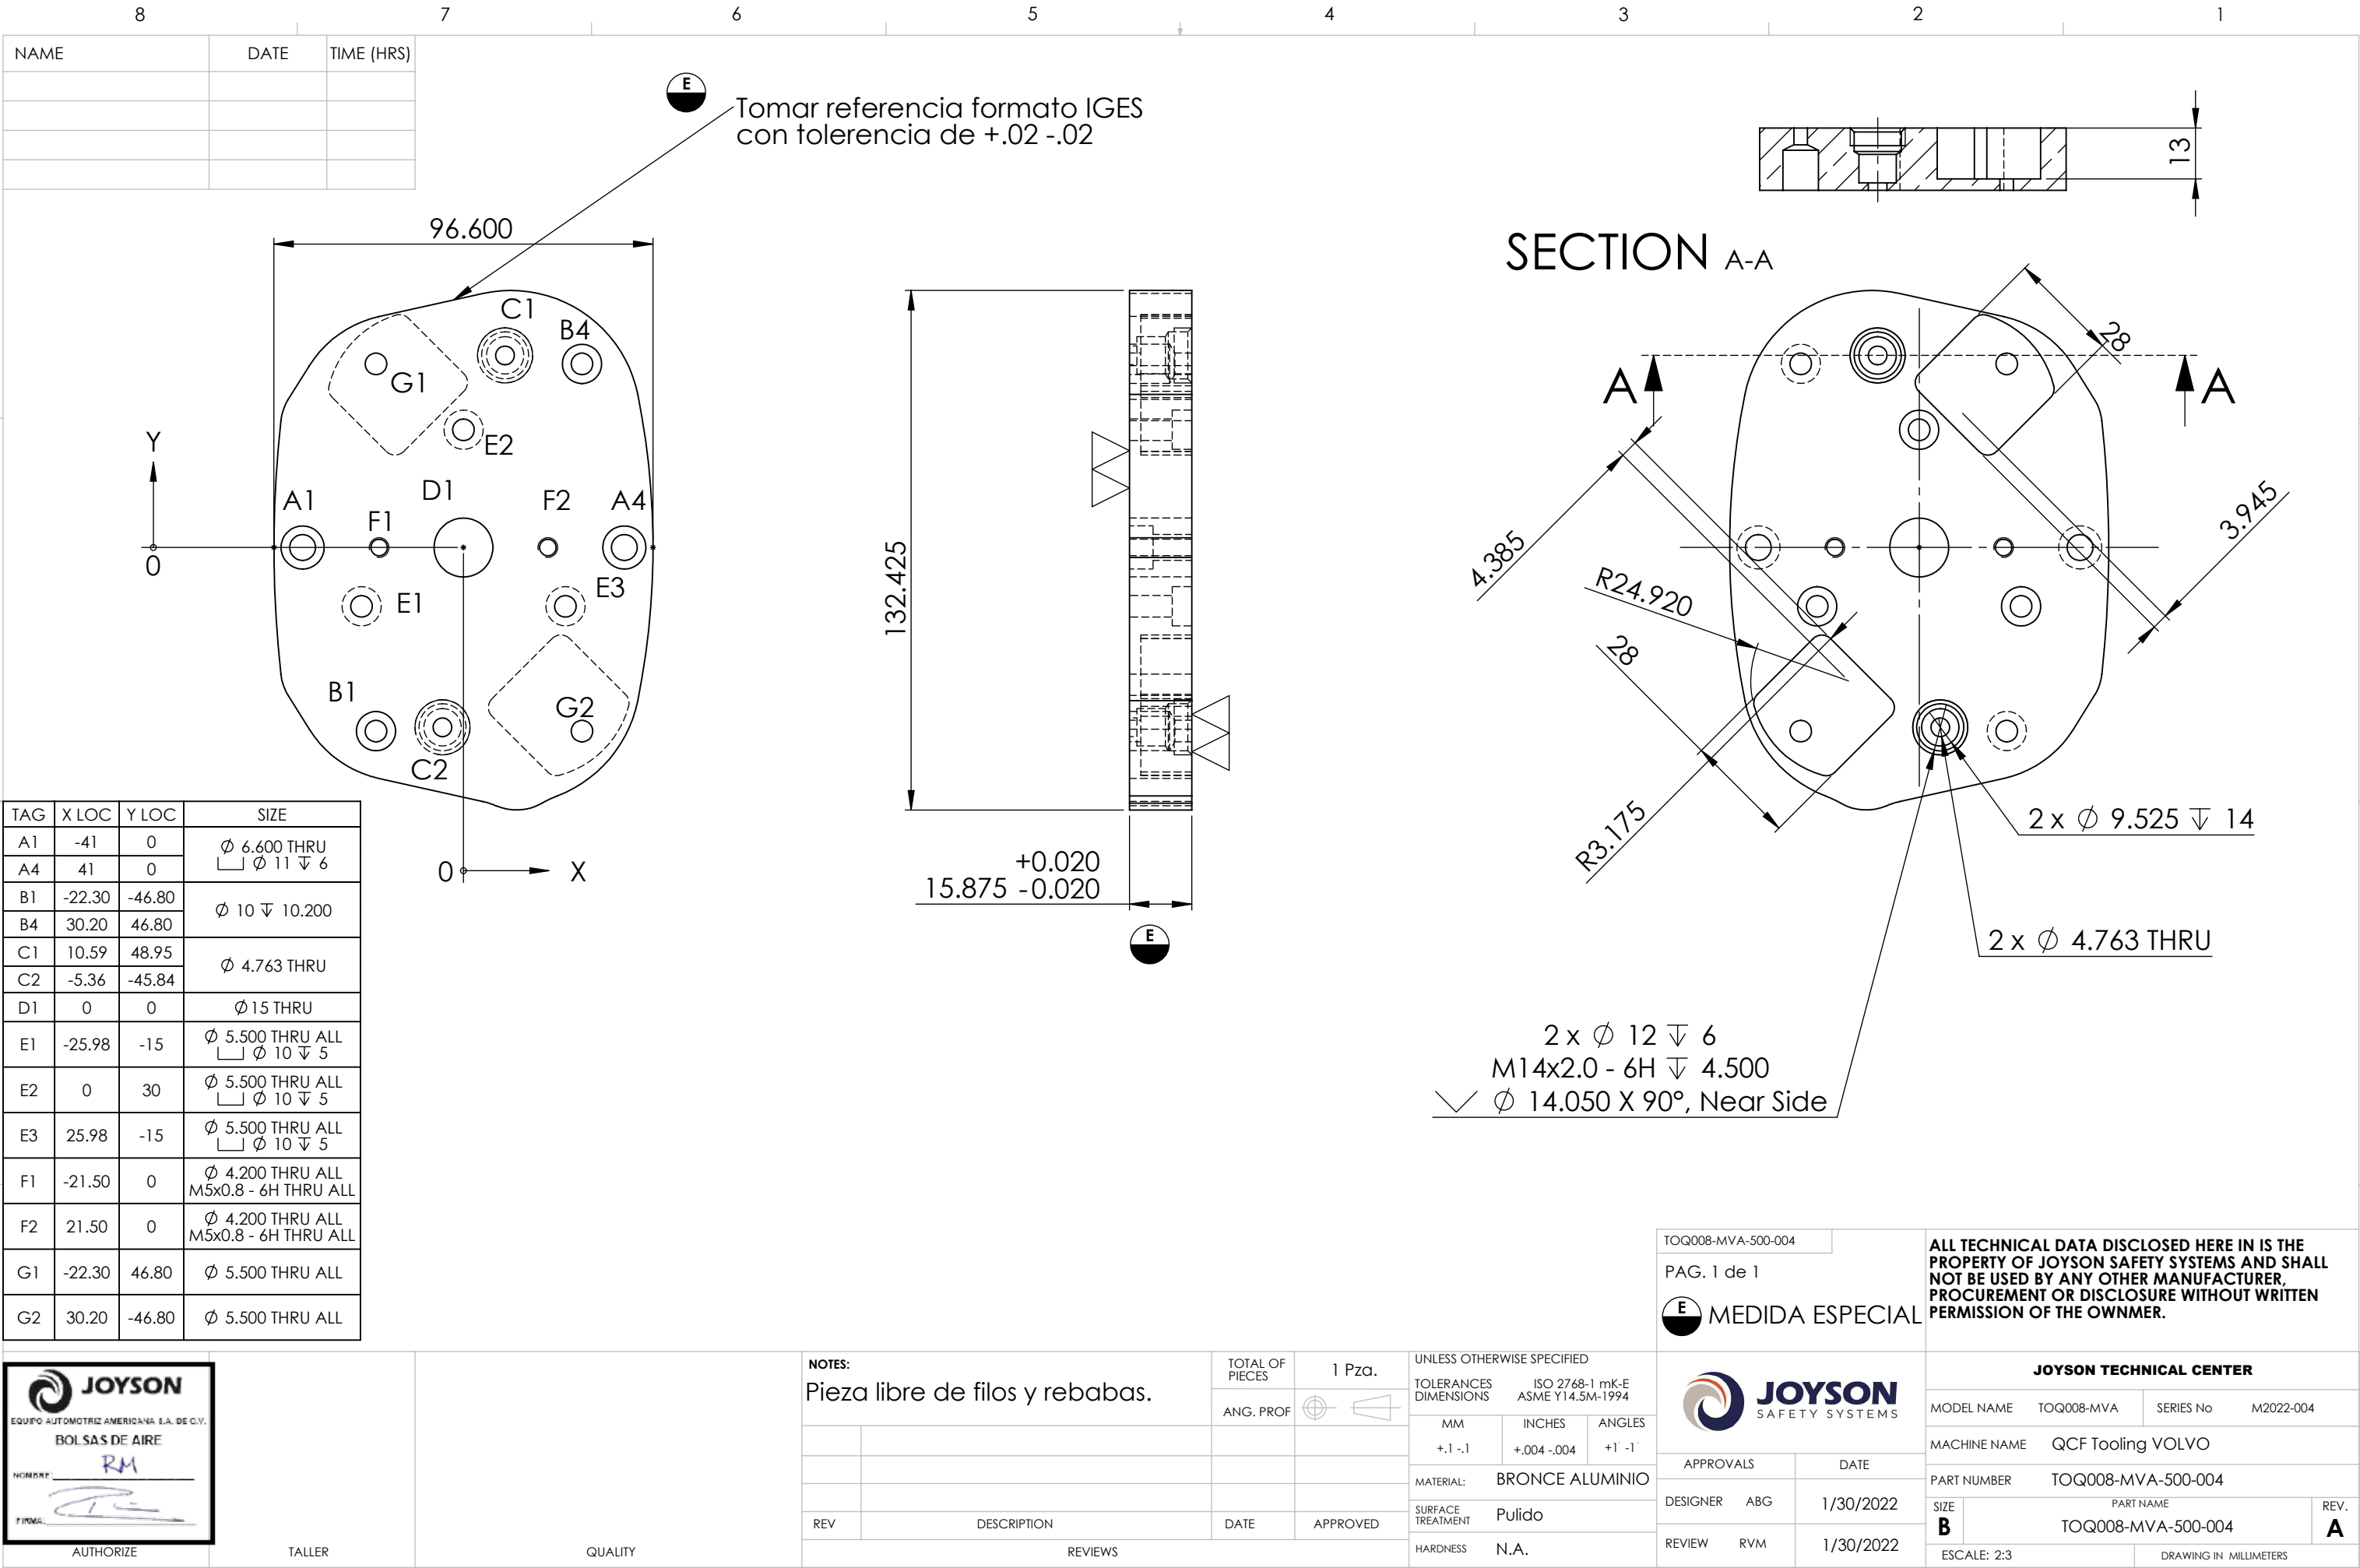 8 7 6 5 4 3 2 1
NAME DATE TIME (HRS)
E
Tomar referencia formato IGES
con tolerencia de +.02 -.02
96.600
C1
B4
G1
E2
Y
D1
A1
F1
F2
A4
0
E1
E3
B1
G2
C2
0 X
132.425
+0.020
15.875 -0.020
E
13
SECTION A-A
28
A A
4.385
3.945
R24.920
28
R3.175
2 x ∅ 9.525 ↧ 14
2 x ∅ 4.763 THRU
2 x ∅ 12 ↧ 6
M14x2.0 - 6H ↧ 4.500
⌵ ∅ 14.050 X 90°, Near Side
TAG X LOC Y LOC SIZE
A1 -41 0 ∅ 6.600 THRU
⌴ ∅ 11 ↧ 6
A4 41 0
B1 -22.30 -46.80 ∅ 10 ↧ 10.200
B4 30.20 46.80
C1 10.59 48.95 ∅ 4.763 THRU
C2 -5.36 -45.84
D1 0 0 ∅15 THRU
E1 -25.98 -15 ∅ 5.500 THRU ALL
⌴ ∅ 10 ↧ 5
E2 0 30 ∅ 5.500 THRU ALL
⌴ ∅ 10 ↧ 5
E3 25.98 -15 ∅ 5.500 THRU ALL
⌴ ∅ 10 ↧ 5
F1 -21.50 0 ∅ 4.200 THRU ALL
M5x0.8 - 6H THRU ALL
F2 21.50 0 ∅ 4.200 THRU ALL
M5x0.8 - 6H THRU ALL
G1 -22.30 46.80 ∅ 5.500 THRU ALL
G2 30.20 -46.80 ∅ 5.500 THRU ALL
TOQ008-MVA-500-004
PAG. 1 de 1
E MEDIDA ESPECIAL
ALL TECHNICAL DATA DISCLOSED HERE IN IS THE
PROPERTY OF JOYSON SAFETY SYSTEMS AND SHALL
NOT BE USED BY ANY OTHER MANUFACTURER,
PROCUREMENT OR DISCLOSURE WITHOUT WRITTEN
PERMISSION OF THE OWNMER.
JOYSON
EQUIPO AUTOMOTRIZ AMERICANA S.A. DE C.V.
BOLSAS DE AIRE
NOMBRE: RM
FIRMA:
AUTHORIZE TALLER QUALITY
NOTES:
Pieza libre de filos y rebabas.
REV DESCRIPTION DATE APPROVED
REVIEWS
TOTAL OF
PIECES
1 Pza.
ANG. PROF
UNLESS OTHERWISE SPECIFIED
TOLERANCES ISO 2768-1 mK-E
DIMENSIONS ASME Y14.5M-1994
MM INCHES ANGLES
+.1 -.1 +.004 -.004 +1° -1°
MATERIAL: BRONCE ALUMINIO
SURFACE
TREATMENT
Pulido
HARDNESS N.A.
JOYSON
SAFETY SYSTEMS
APPROVALS DATE
DESIGNER ABG 1/30/2022
REVIEW RVM 1/30/2022
JOYSON TECHNICAL CENTER
MODEL NAME TOQ008-MVA SERIES No M2022-004
MACHINE NAME QCF Tooling VOLVO
PART NUMBER TOQ008-MVA-500-004
SIZE PART NAME REV.
B TOQ008-MVA-500-004 A
ESCALE: 2:3 DRAWING IN MILLIMETERS